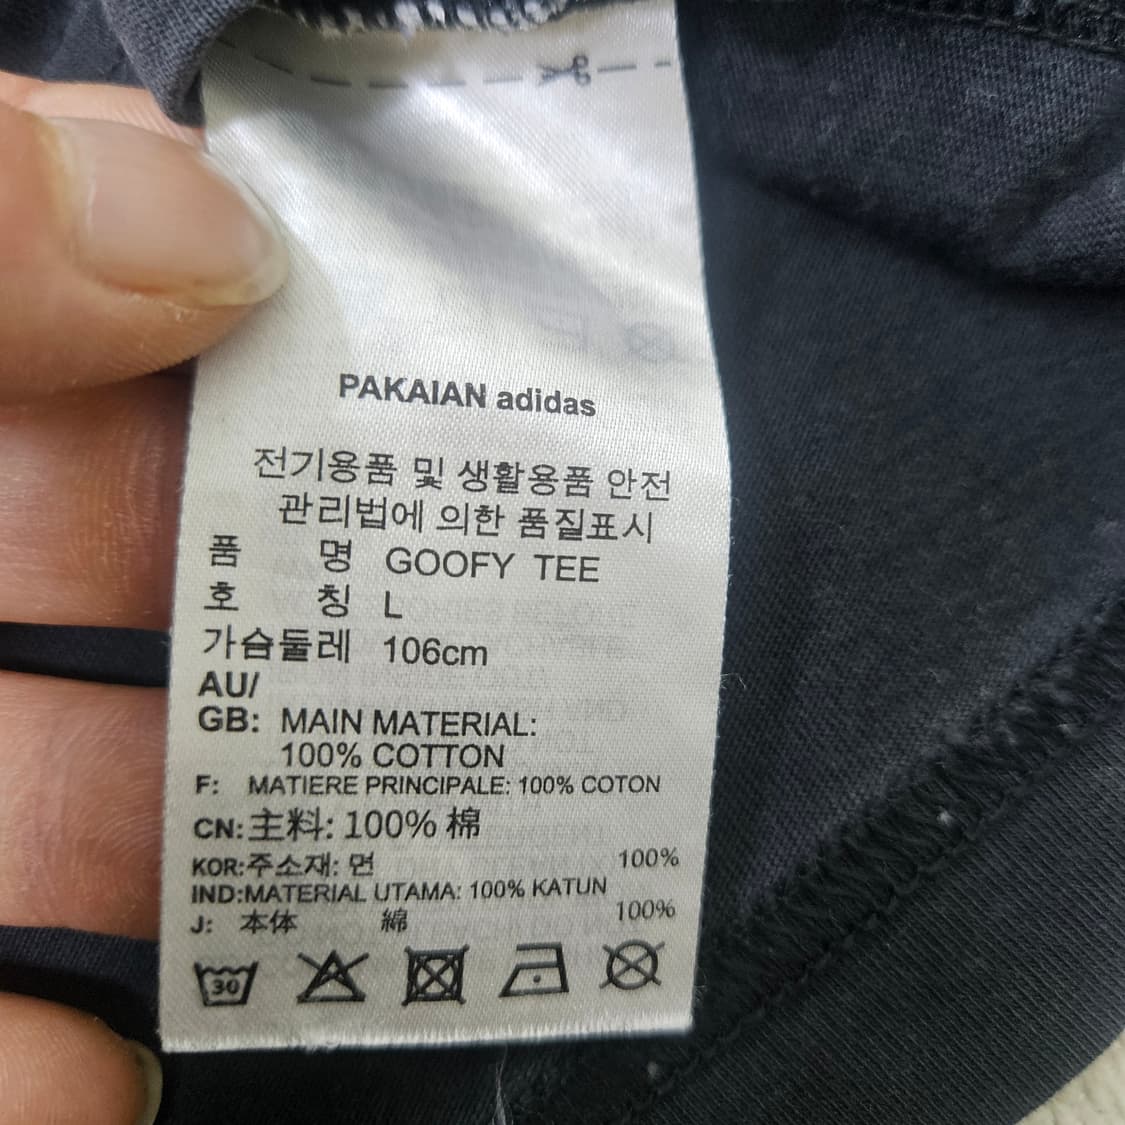 PAKAIAN adidas
전기용품 및 생활용품 안전
관리법에 의한 품질표시
품 명 GOOFY TEE
호 칭 L
가슴둘레 106cm
AU/
GB: MAIN MATERIAL:
100% COTTON
F: MATIERE PRINCIPALE: 100% COTON
CN:主料: 100% 棉
KOR:주소재: 면 100%
IND:MATERIAL UTAMA: 100% KATUN
J: 本体 綿 100%
30